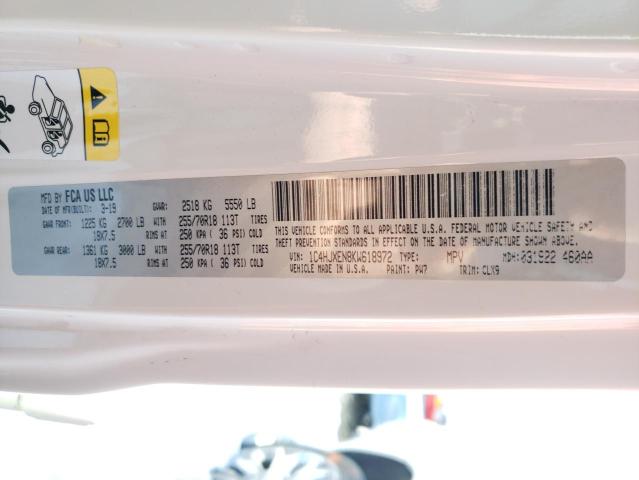 MFD BY FCA US LLC
DATE OF MFR(BUILT): 3-19 GVWR: 2518 KG 5550 LB
GAWR FRONT: 1225 KG 2700 LB WITH 255/70R18 113T TIRES
18X7.5 RIMS AT 250 KPA ( 36 PSI) COLD
GAWR REAR: 1361 KG 3000 LB WITH 255/70R18 113T TIRES
18X7.5 RIMS AT 250 KPA ( 36 PSI) COLD
THIS VEHICLE CONFORMS TO ALL APPLICABLE U.S.A. FEDERAL MOTOR VEHICLE SAFETY AND
THEFT PREVENTION STANDARDS IN EFFECT ON THE DATE OF MANUFACTURE SHOWN ABOVE.
VIN: 1C4HJXEN8KW618972 TYPE: MPV MDH: 031922 460AA
VEHICLE MADE IN U.S.A. PAINT: PW7 TRIM: CLX9